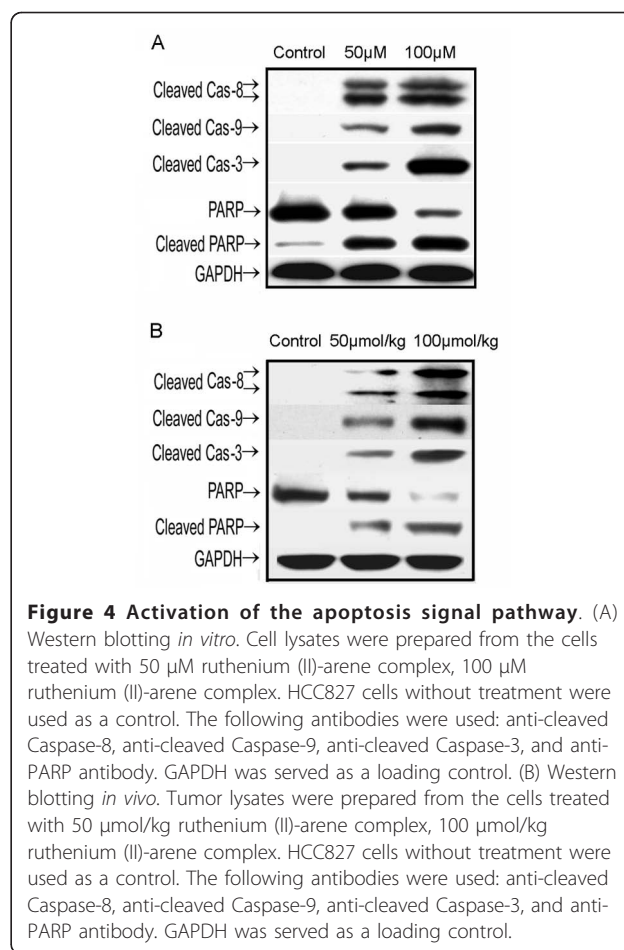 A
Control 50µM 100µM
Cleaved Cas-8
Cleaved Cas-9→
Cleaved Cas-3→
PARP→
Cleaved PARP→
GAPDH→
B
Control 50µmol/kg 100µmol/kg
Cleaved Cas-8
Cleaved Cas-9→
Cleaved Cas-3→
PARP→
Cleaved PARP→
GAPDH→
Figure 4 Activation of the apoptosis signal pathway. (A)
Western blotting in vitro. Cell lysates were prepared from the cells
treated with 50 μM ruthenium (II)-arene complex, 100 μM
ruthenium (II)-arene complex. HCC827 cells without treatment were
used as a control. The following antibodies were used: anti-cleaved
Caspase-8, anti-cleaved Caspase-9, anti-cleaved Caspase-3, and anti-
PARP antibody. GAPDH was served as a loading control. (B) Western
blotting in vivo. Tumor lysates were prepared from the cells treated
with 50 μmol/kg ruthenium (II)-arene complex, 100 μmol/kg
ruthenium (II)-arene complex. HCC827 cells without treatment were
used as a control. The following antibodies were used: anti-cleaved
Caspase-8, anti-cleaved Caspase-9, anti-cleaved Caspase-3, and anti-
PARP antibody. GAPDH was served as a loading control.